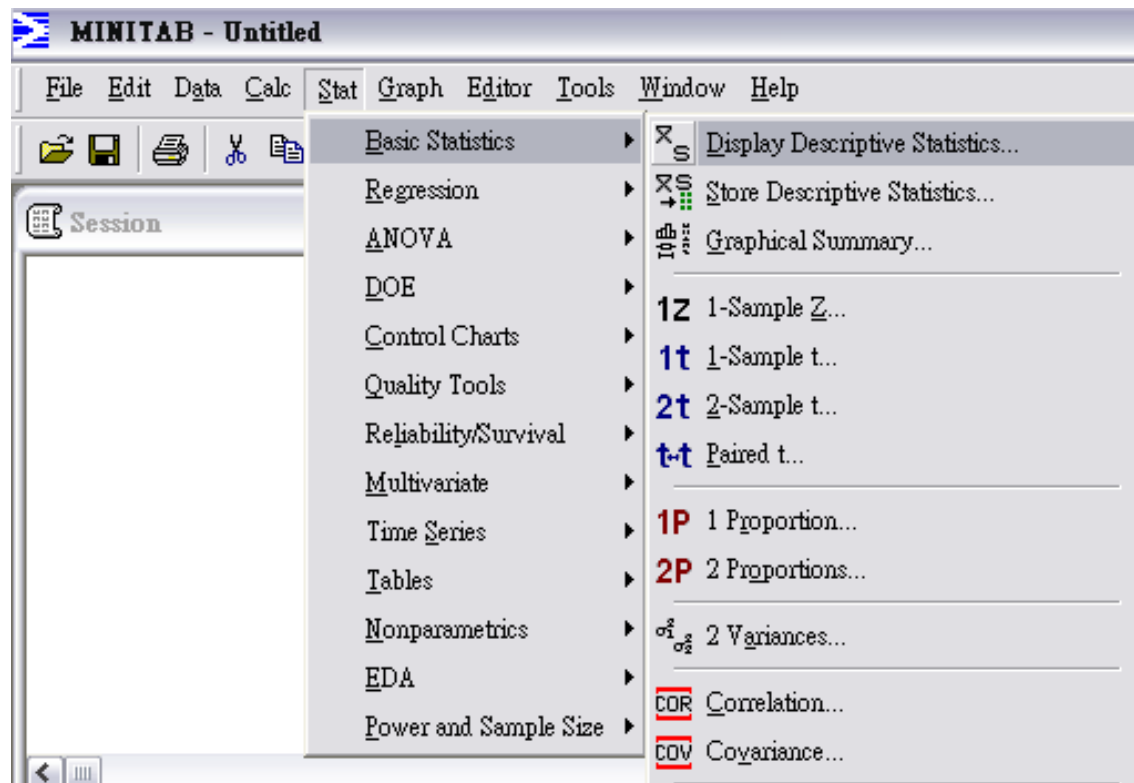 MINITAB - Untitled
File Edit Data Calc Stat Graph Editor Tools Window Help
Session
Basic Statistics
Regression
ANOVA
DOE
Control Charts
Quality Tools
Reliability/Survival
Multivariate
Time Series
Tables
Nonparametrics
EDA
Power and Sample Size
Display Descriptive Statistics...
Store Descriptive Statistics...
Graphical Summary...
1Z 1-Sample Z...
1t 1-Sample t...
2t 2-Sample t...
t-t Paired t...
1P 1 Proportion...
2P 2 Proportions...
2 Variances...
COR Correlation...
COV Covariance...